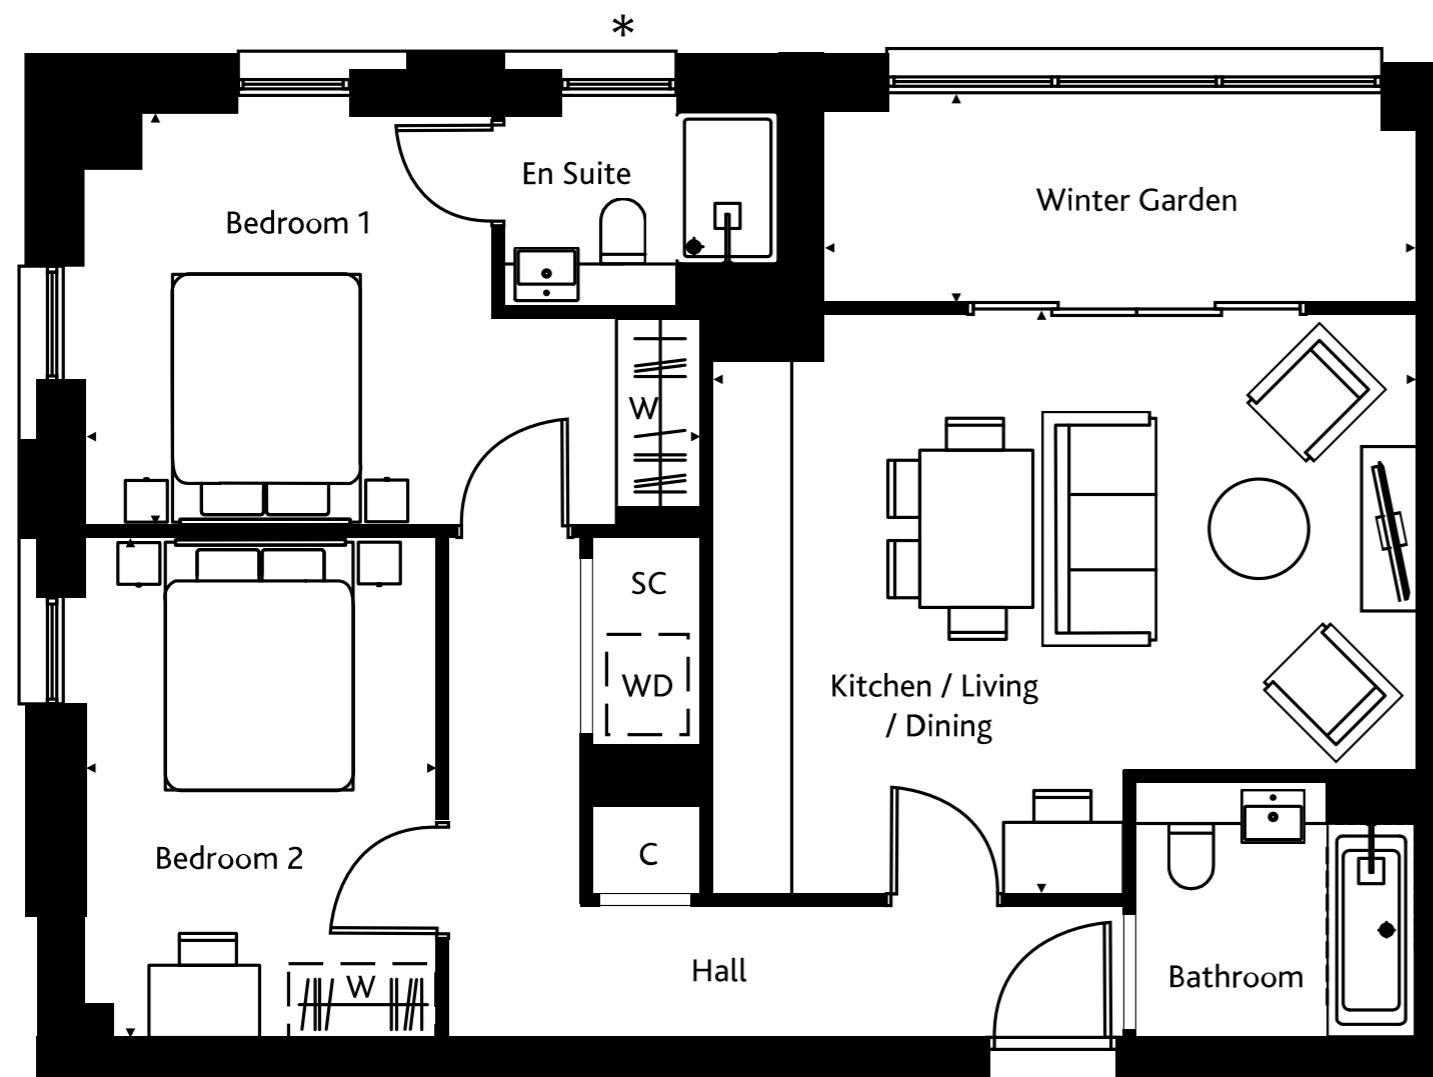 *
En Suite
Winter Garden
Bedroom 1
W
SC
WD
Kitchen / Living
/ Dining
Bedroom 2
C
Hall
Bathroom
W